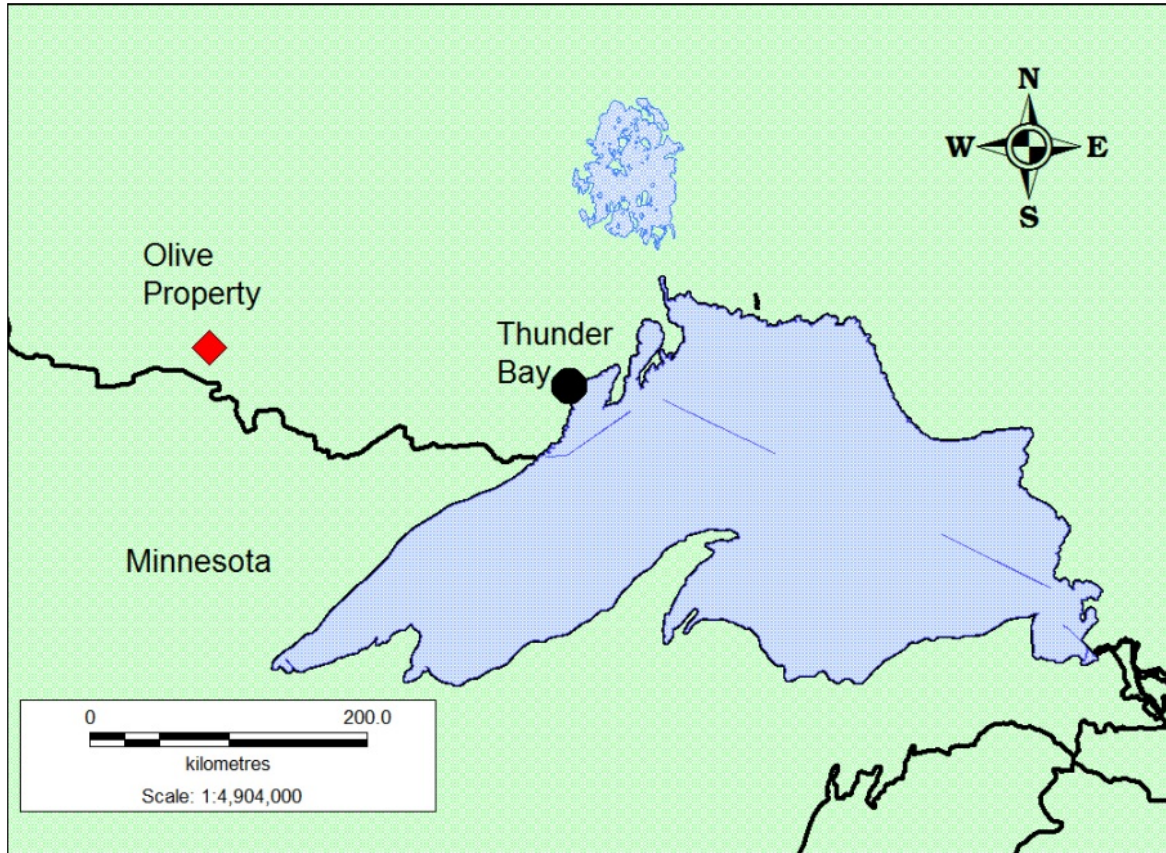 N
W E
S
Olive
Property
Thunder
Bay
Minnesota
0 200.0
kilometres
Scale: 1:4,904,000